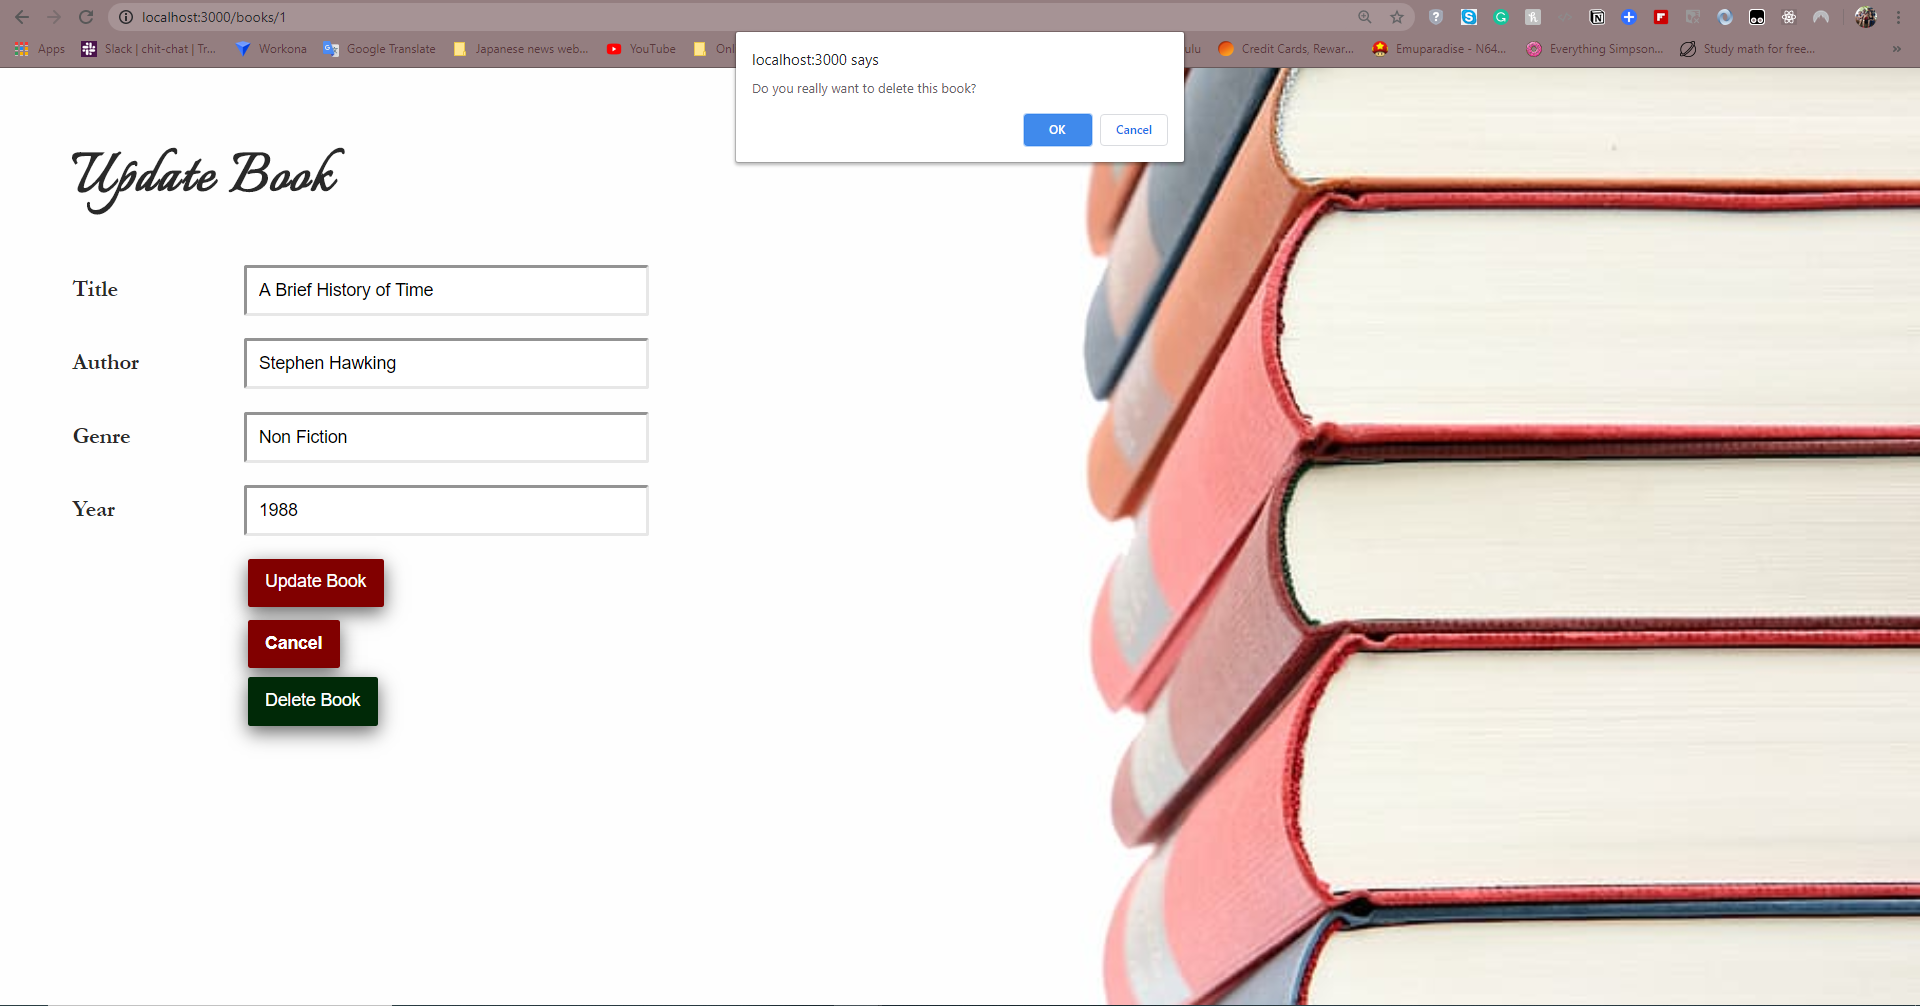 localhost:3000/books/1
Apps Slack | chit-chat | Tr... Workona Google Translate Japanese news web... YouTube Onl ulu Credit Cards, Rewar... Emuparadise - N64... Everything Simpson... Study math for free... »
localhost:3000 says
Do you really want to delete this book?
OK Cancel
Update Book
Title A Brief History of Time
Author Stephen Hawking
Genre Non Fiction
Year 1988
Update Book
Cancel
Delete Book